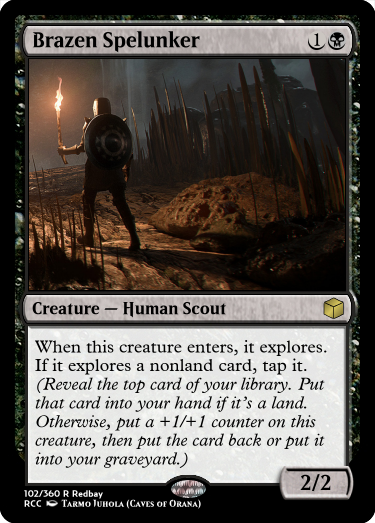 Brazen Spelunker 1
Creature — Human Scout
When this creature enters, it explores.
If it explores a nonland card, tap it.
(Reveal the top card of your library. Put
that card into your hand if it's a land.
Otherwise, put a +1/+1 counter on this
creature, then put the card back or put it
into your graveyard.)
2/2
102/360 R Redbay
RCC Tarmo Juhola (Caves of Orana)